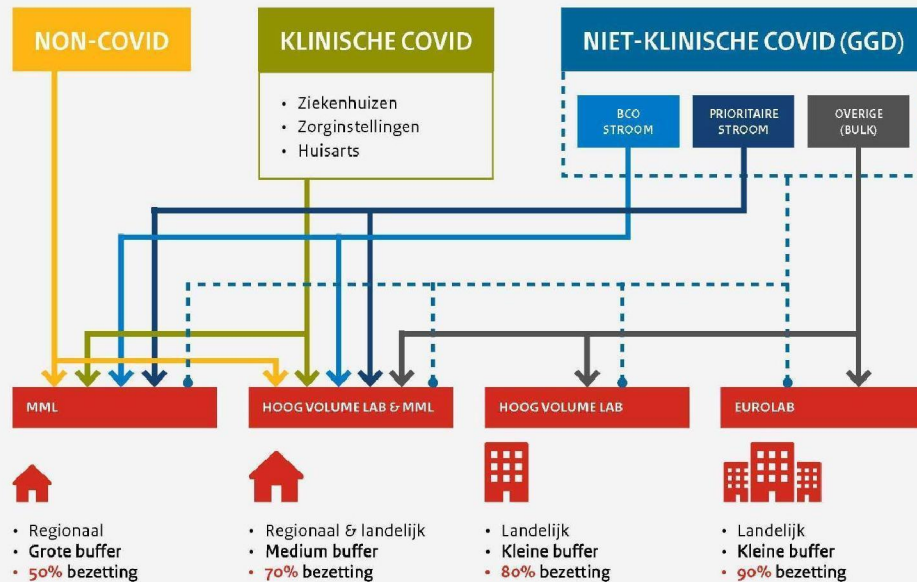 NON-COVID
KLINISCHE COVID
NIET-KLINISCHE COVID (GGD)
• Ziekenhuizen
• Zorginstellingen
• Huisarts
BCO
STROOM
PRIORITAIRE
STROOM
OVERIGE
(BULK)
MML
HOOG VOLUME LAB & MML
HOOG VOLUME LAB
EUROLAB
• Regionaal
• Grote buffer
• 50% bezetting
• Regionaal & landelijk
• Medium buffer
• 70% bezetting
• Landelijk
• Kleine buffer
• 80% bezetting
• Landelijk
• Kleine buffer
• 90% bezetting